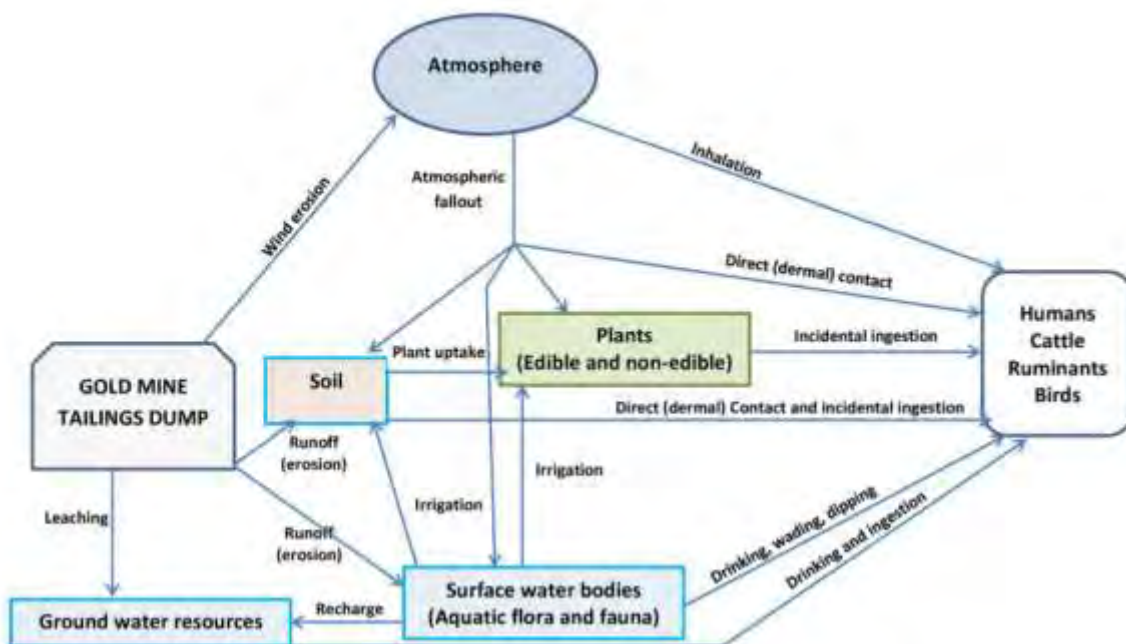 Atmosphere
Inhalation
Atmospheric
fallout
Wind erosion
Direct (dermal) contact
Plants
(Edible and non-edible)
Incidental ingestion
Humans
Cattle
Ruminants
Birds
Plant uptake
Soil
GOLD MINE
TAILINGS DUMP
Direct (dermal) Contact and incidental ingestion
Runoff
(erosion)
Irrigation
Irrigation
Leaching
Runoff
(erosion)
Drinking, wading, dipping
Drinking and ingestion
Surface water bodies
(Aquatic flora and fauna)
Recharge
Ground water resources